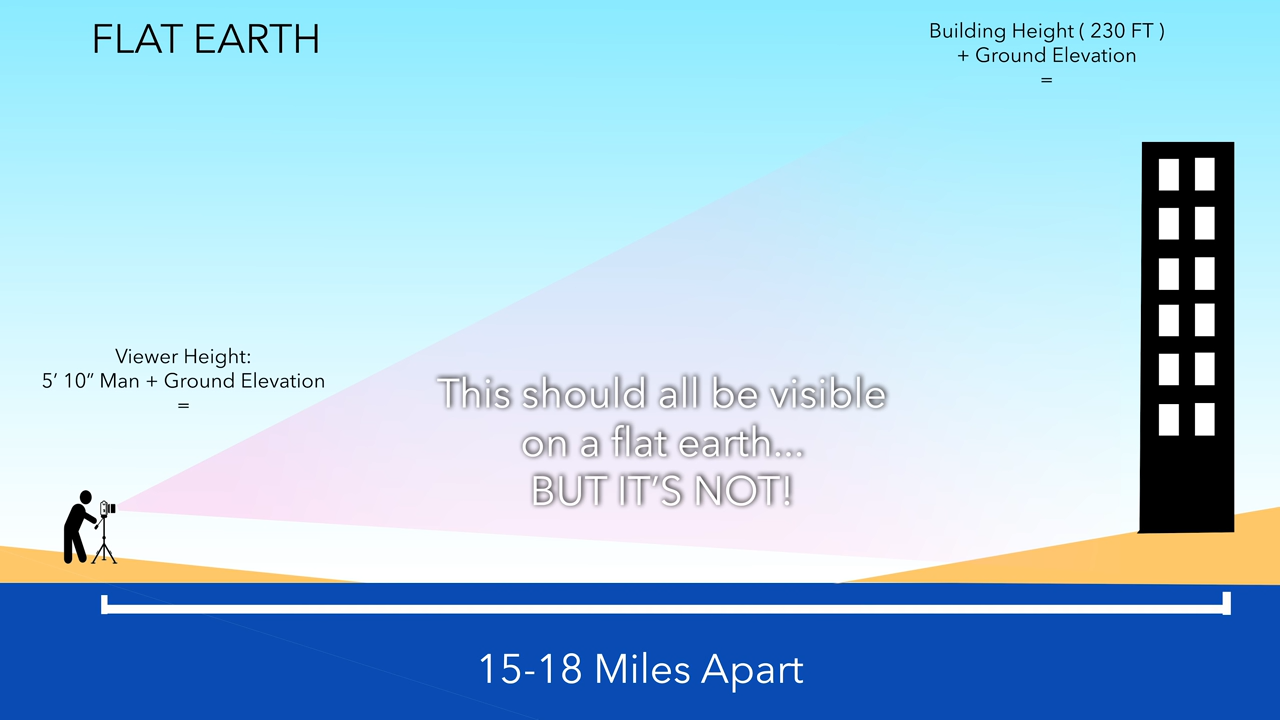 FLAT EARTH
Building Height ( 230 FT )
+ Ground Elevation
=
Viewer Height:
5’ 10” Man + Ground Elevation
=
This should all be visible
on a flat earth...
BUT IT’S NOT!
15-18 Miles Apart